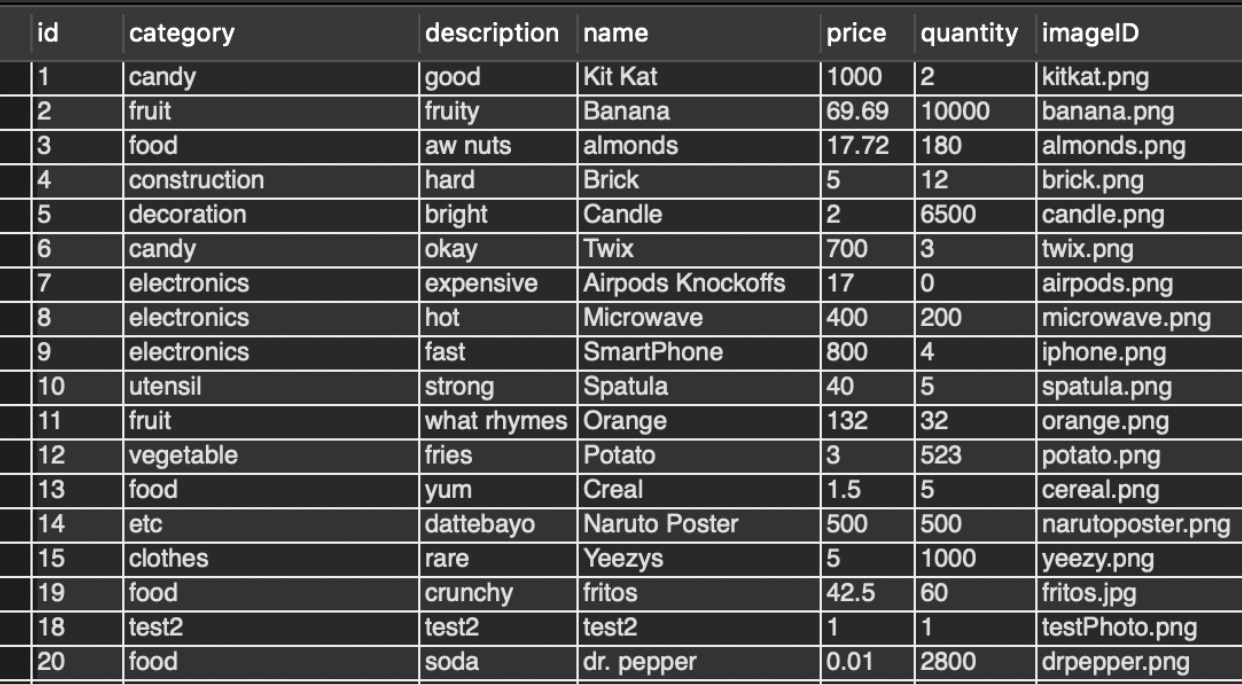 id category description name price quantity imageID
1 candy good Kit Kat 1000 2 kitkat.png
2 fruit fruity Banana 69.69 10000 banana.png
3 food aw nuts almonds 17.72 180 almonds.png
4 construction hard Brick 5 12 brick.png
5 decoration bright Candle 2 6500 candle.png
6 candy okay Twix 700 3 twix.png
7 electronics expensive Airpods Knockoffs 17 0 airpods.png
8 electronics hot Microwave 400 200 microwave.png
9 electronics fast SmartPhone 800 4 iphone.png
10 utensil strong Spatula 40 5 spatula.png
11 fruit what rhymes Orange 132 32 orange.png
12 vegetable fries Potato 3 523 potato.png
13 food yum Creal 1.5 5 cereal.png
14 etc dattebayo Naruto Poster 500 500 narutoposter.png
15 clothes rare Yeezys 5 1000 yeezy.png
19 food crunchy fritos 42.5 60 fritos.jpg
18 test2 test2 test2 1 1 testPhoto.png
20 food soda dr. pepper 0.01 2800 drpepper.png